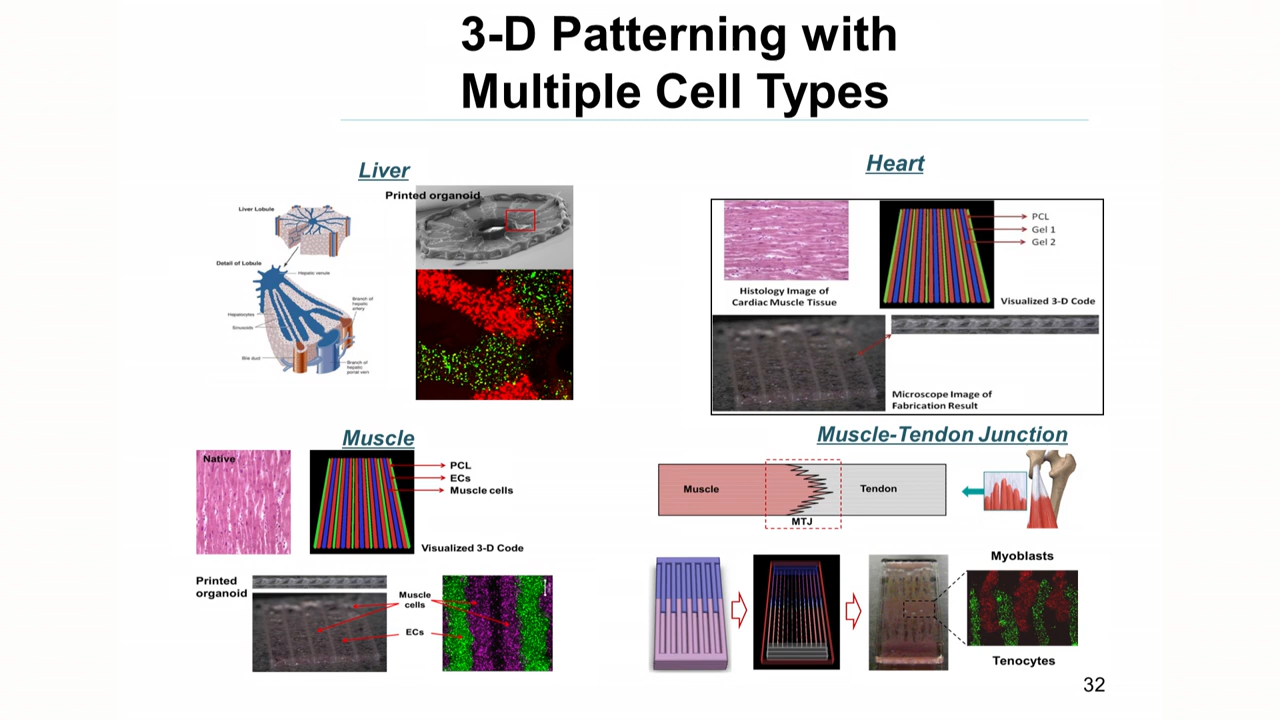 3-D Patterning with
Multiple Cell Types
Liver
Printed organoid
Liver Lobule
Detail of Lobule
Hepatic venule
Branch of
hepatic
artery
Hepatocytes
Sinusoids
Bile duct
Branch of
hepatic
portal vein
Heart
PCL
Gel 1
Gel 2
Histology Image of
Cardiac Muscle Tissue
Visualized 3-D Code
Microscope Image of
Fabrication Result
Muscle
Native
PCL
ECs
Muscle cells
Visualized 3-D Code
Printed
organoid
Muscle
cells
ECs
Muscle-Tendon Junction
Muscle
Tendon
MTJ
Myoblasts
Tenocytes
32